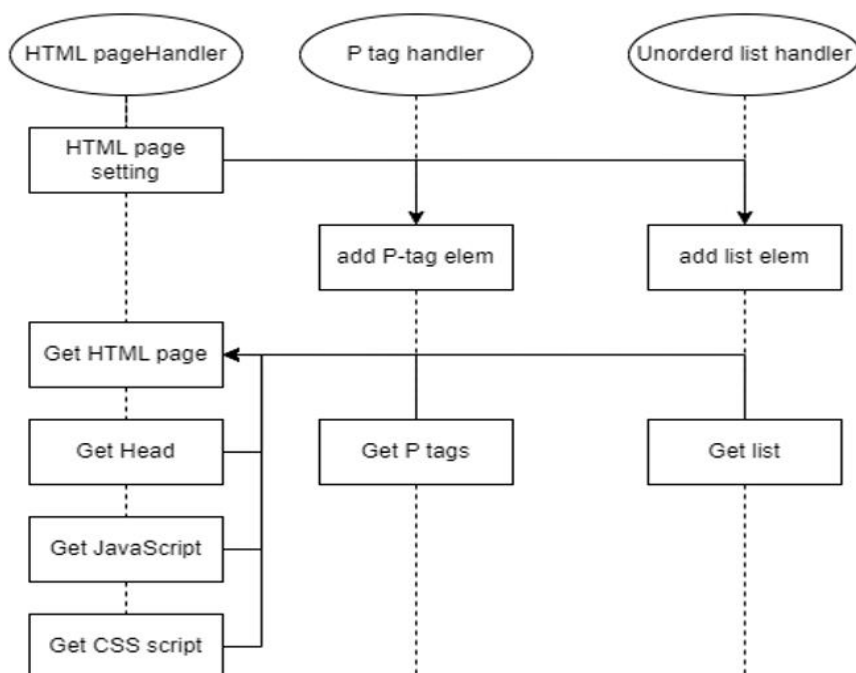 HTML pageHandler
P tag handler
Unorderd list handler
HTML page
setting
add P-tag elem
add list elem
Get HTML page
Get Head
Get P tags
Get list
Get JavaScript
Get CSS script